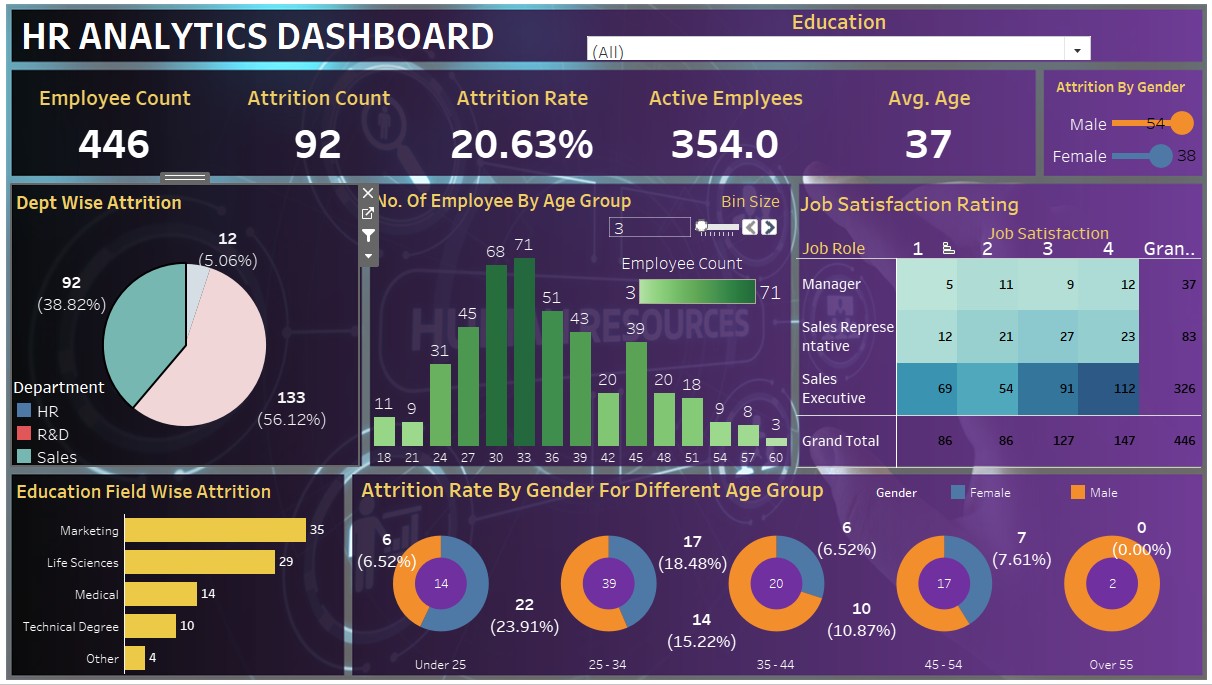 HR ANALYTICS DASHBOARD
Education
(All)
Employee Count
446
Attrition Count
92
Attrition Rate
20.63%
Active Emplyees
354.0
Avg. Age
37
Attrition By Gender
Male 54
Female 38
Dept Wise Attrition
12
(5.06%)
92
(38.82%)
133
(56.12%)
Department
HR
R&D
Sales
No. Of Employee By Age Group
Bin Size
3
Employee Count
3 71
HUMAN RESOURCES
11 9 31 45 68 71 51 43 20 39 20 18 9 8 3
18 21 24 27 30 33 36 39 42 45 48 51 54 57 60
Job Satisfaction Rating
Job Satisfaction
Job Role 1 2 3 4 Gran..
Manager 5 11 9 12 37
Sales Represe
ntative 12 21 27 23 83
Sales
Executive 69 54 91 112 326
Grand Total 86 86 127 147 446
Education Field Wise Attrition
Marketing 35
Life Sciences 29
Medical 14
Technical Degree 10
Other 4
Attrition Rate By Gender For Different Age Group
Gender Female Male
6
(6.52%)
14
22
(23.91%)
39
17
(18.48%)
14
(15.22%)
20
6
(6.52%)
10
(10.87%)
17
7
(7.61%)
0
(0.00%)
2
Under 25 25 - 34 35 - 44 45 - 54 Over 55